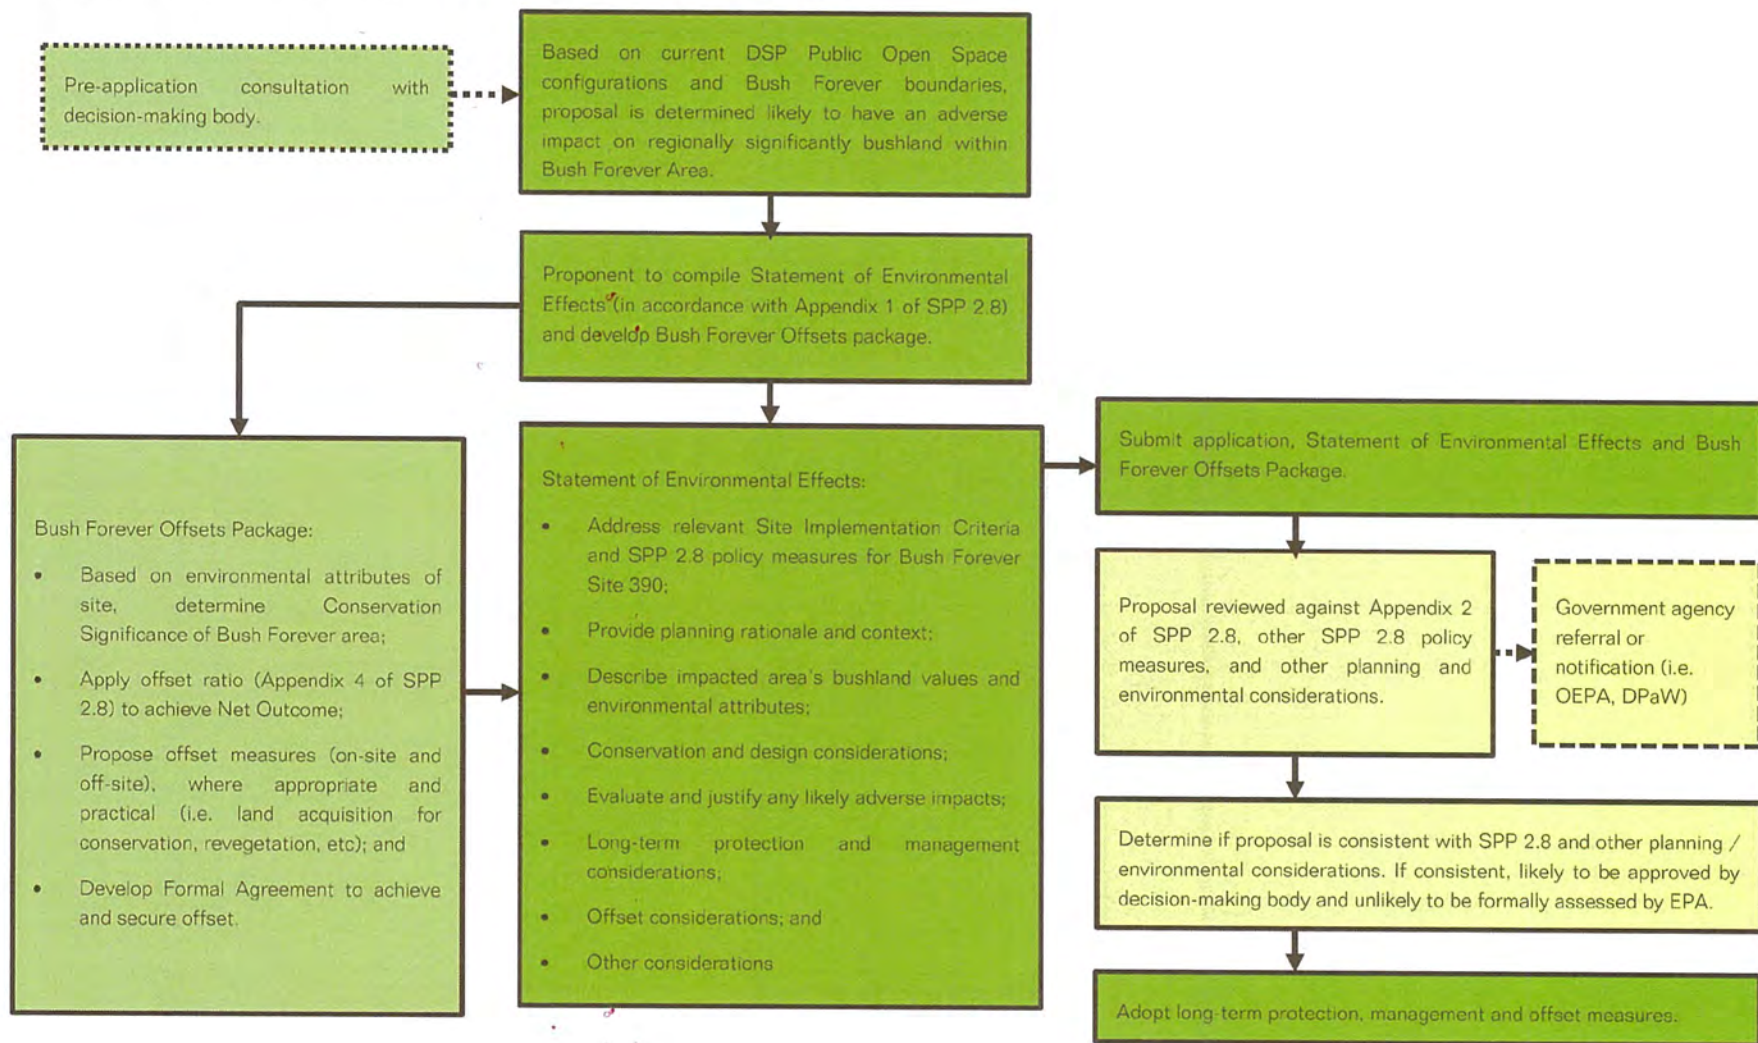 Pre-application consultation with
decision-making body.
Based on current DSP Public Open Space
configurations and Bush Forever boundaries,
proposal is determined likely to have an adverse
impact on regionally significantly bushland within
Bush Forever Area.
Proponent to compile Statement of Environmental
Effects (in accordance with Appendix 1 of SPP 2.8)
and develop Bush Forever Offsets package.
Bush Forever Offsets Package:
• Based on environmental attributes of
site, determine Conservation
Significance of Bush Forever area;
• Apply offset ratio (Appendix 4 of SPP
2.8) to achieve Net Outcome;
• Propose offset measures (on-site and
off-site), where appropriate and
practical (i.e. land acquisition for
conservation, revegetation, etc); and
• Develop Formal Agreement to achieve
and secure offset.
Statement of Environmental Effects:
• Address relevant Site Implementation Criteria
and SPP 2.8 policy measures for Bush Forever
Site 390;
• Provide planning rationale and context;
• Describe impacted area's bushland values and
environmental attributes;
• Conservation and design considerations;
• Evaluate and justify any likely adverse impacts;
• Long-term protection and management
considerations;
• Offset considerations; and
• Other considerations
Submit application, Statement of Environmental Effects and Bush
Forever Offsets Package.
Proposal reviewed against Appendix 2
of SPP 2.8, other SPP 2.8 policy
measures, and other planning and
environmental considerations.
Government agency
referral or
notification (i.e.
OEPA, DPaW)
Determine if proposal is consistent with SPP 2.8 and other planning /
environmental considerations. If consistent, likely to be approved by
decision-making body and unlikely to be formally assessed by EPA.
Adopt long-term protection, management and offset measures.